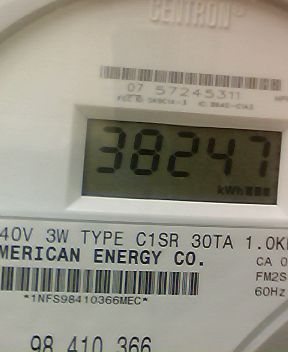 CENTRON®
07 57245311
38247
kWh
40V 3W TYPE C1SR 30TA 1.0K
MERICAN ENERGY CO.
CA 0
FM2S
*1NFS98410366MEC*
60Hz
98 410 366